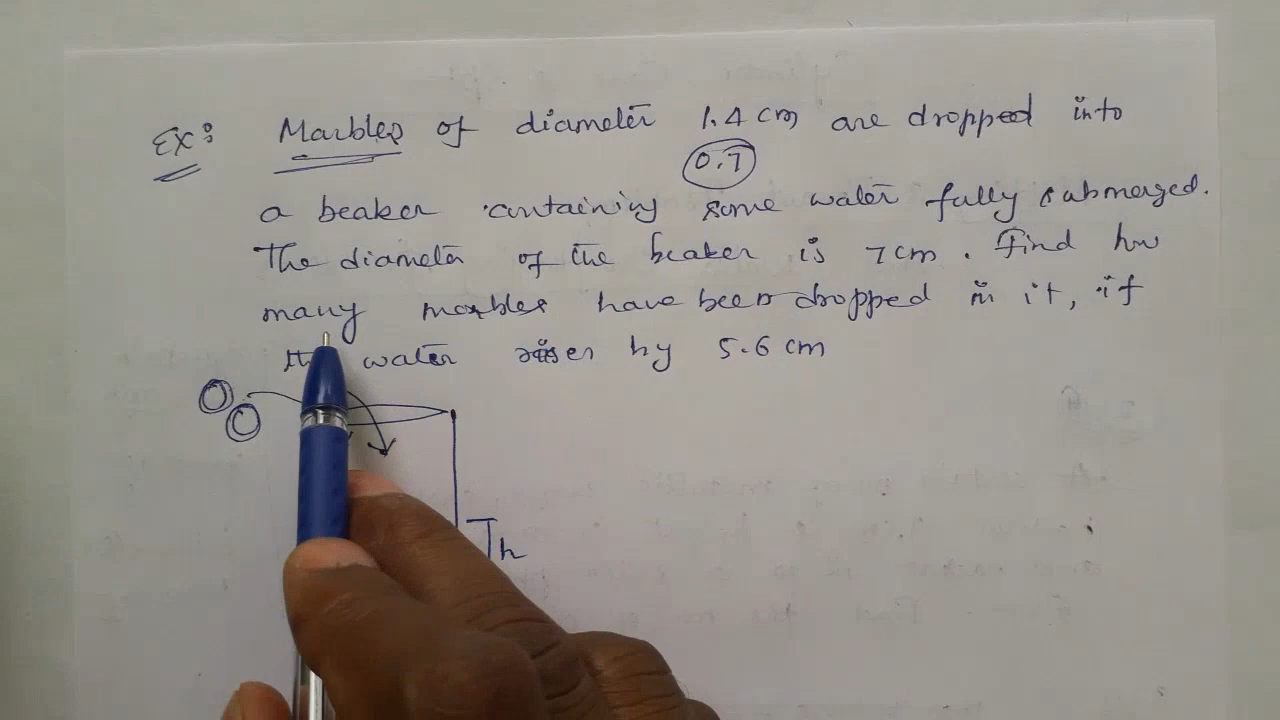 Ex: Marbles of diameter 1.4 cm are dropped into
0.7
a beaker containing some water fully submerged.
The diameter of the beaker is 7 cm. Find how
many marbles have been dropped in it, if
the water rises by 5.6 cm
h